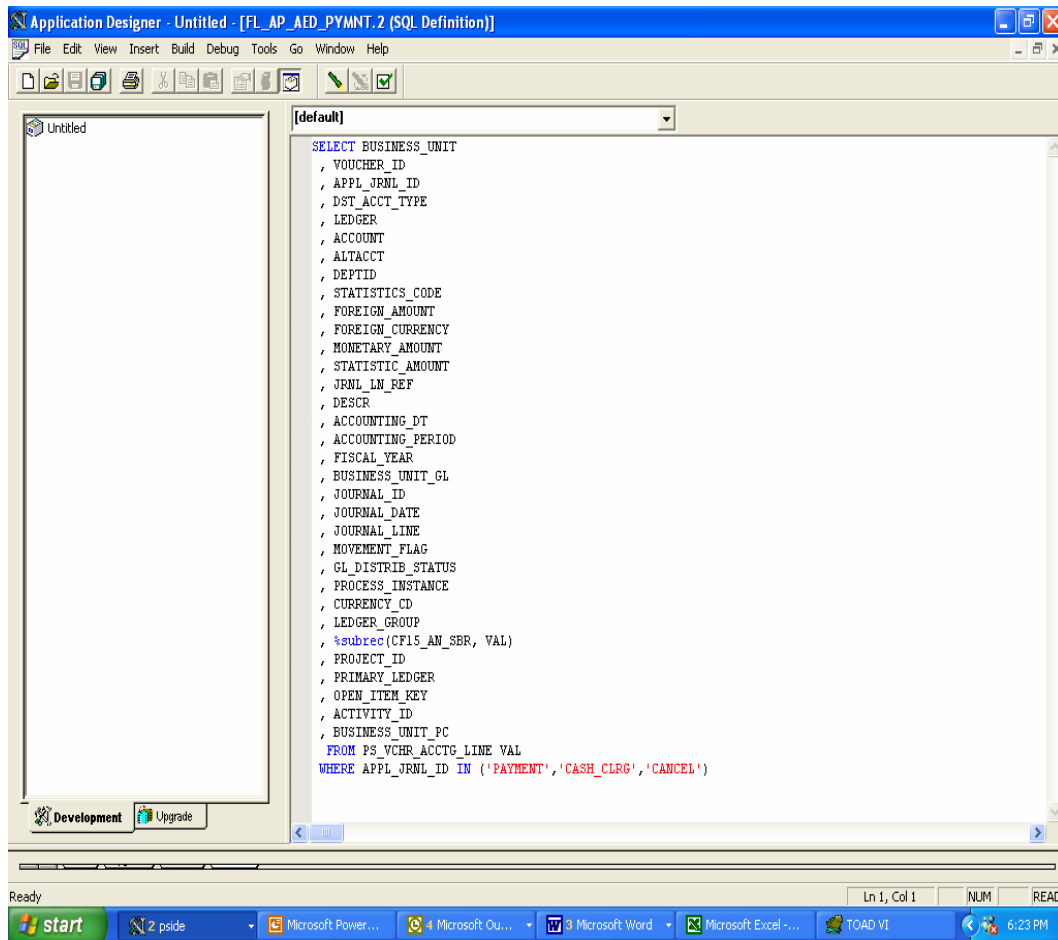 Application Designer - Untitled - [FL_AP_AED_PYMNT.2 (SQL Definition)]
File Edit View Insert Build Debug Tools Go Window Help
Untitled
[default]
SELECT BUSINESS_UNIT
, VOUCHER_ID
, APPL_JRNL_ID
, DST_ACCT_TYPE
, LEDGER
, ACCOUNT
, ALTACCT
, DEPTID
, STATISTICS_CODE
, FOREIGN_AMOUNT
, FOREIGN_CURRENCY
, MONETARY_AMOUNT
, STATISTIC_AMOUNT
, JRNL_LN_REF
, DESCR
, ACCOUNTING_DT
, ACCOUNTING_PERIOD
, FISCAL_YEAR
, BUSINESS_UNIT_GL
, JOURNAL_ID
, JOURNAL_DATE
, JOURNAL_LINE
, MOVEMENT_FLAG
, GL_DISTRIB_STATUS
, PROCESS_INSTANCE
, CURRENCY_CD
, LEDGER_GROUP
, %subrec(CF15_AN_SBR, VAL)
, PROJECT_ID
, PRIMARY_LEDGER
, OPEN_ITEM_KEY
, ACTIVITY_ID
, BUSINESS_UNIT_PC
FROM PS_VCHR_ACCTG_LINE VAL
WHERE APPL_JRNL_ID IN ('PAYMENT','CASH_CLRG','CANCEL')
Development Upgrade
Ready Ln 1, Col 1 NUM READ
start 2 pside Microsoft Power... 4 Microsoft Ou... 3 Microsoft Word Microsoft Excel -... TOAD VI 6:23 PM